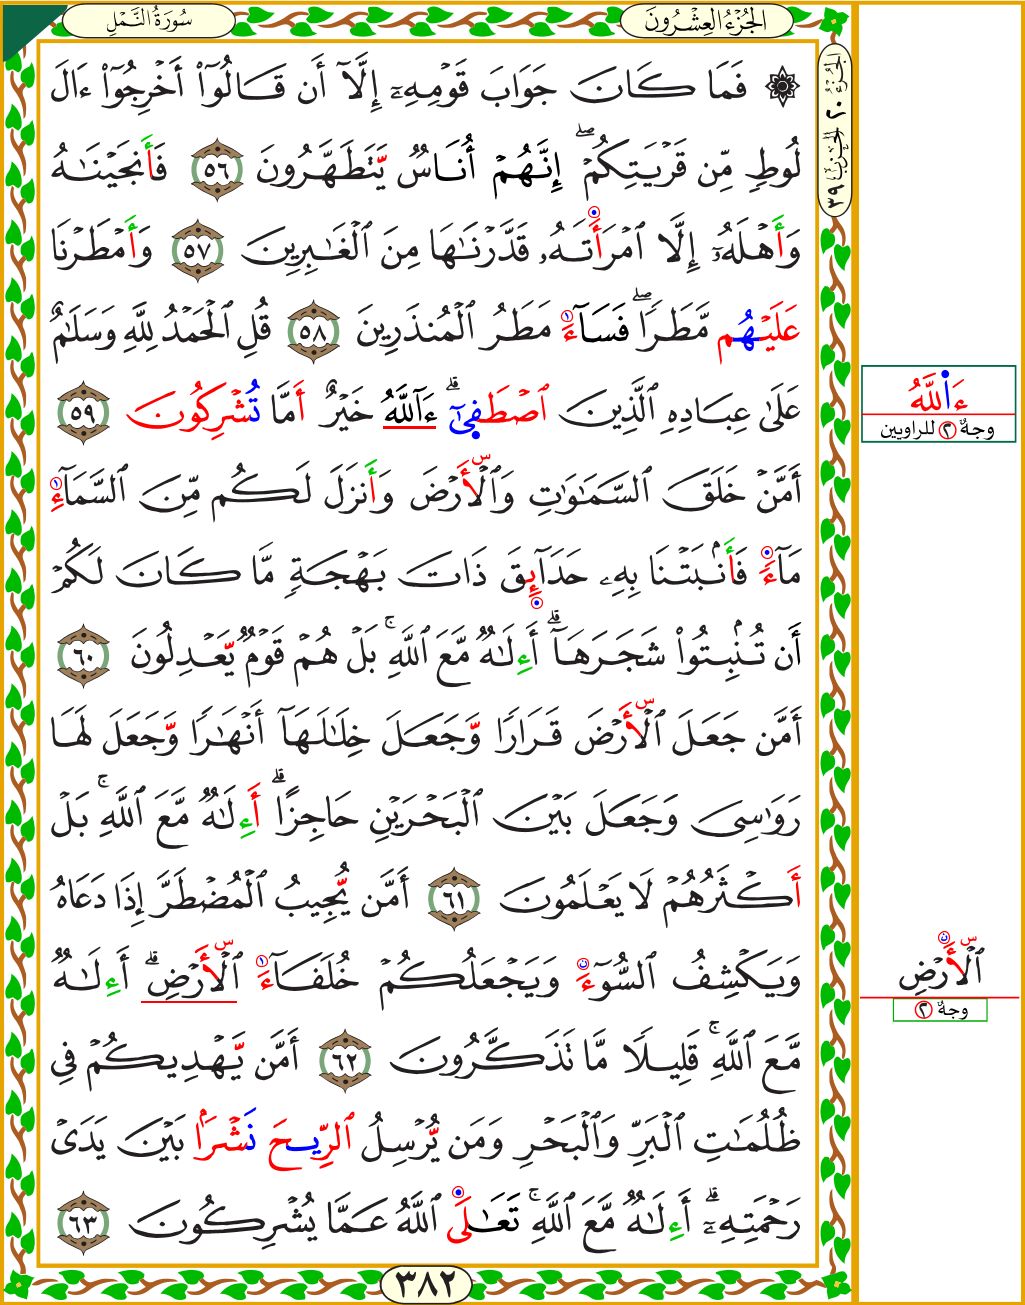 سُورَةُ النَّمْلِ
الجُزْءُ العِشْرُونَ
الجزء ٢٠ الحزب ٣٩
۞ فَمَا كَانَ جَوَابَ قَوْمِهِۦٓ إِلَّآ أَن قَالُوٓا۟ أَخْرِجُوٓا۟ ءَالَ
لُوطٍ مِّن قَرْيَتِكُمْ ۖ إِنَّهُمْ أُنَاسٌ يَتَطَهَّرُونَ ٥٦ فَأَنجَيْنَٰهُ
وَأَهْلَهُۥٓ إِلَّا ٱمْرَأَتَهُۥ قَدَّرْنَٰهَا مِنَ ٱلْغَٰبِرِينَ ٥٧ وَأَمْطَرْنَا
عَلَيْهُم مَّطَرًا ۖ فَسَآءَ مَطَرُ ٱلْمُنذَرِينَ ٥٨ قُلِ ٱلْحَمْدُ لِلَّهِ وَسَلَٰمٌ
عَلَىٰ عِبَادِهِ ٱلَّذِينَ ٱصْطَفَىٰٓ ۗ ءَآللَّهُ خَيْرٌ أَمَّا تُشْرِكُونَ ٥٩
أَمَّنْ خَلَقَ ٱلسَّمَٰوَٰتِ وَٱلْأَرْضَ وَأَنزَلَ لَكُم مِّنَ ٱلسَّمَآءِ
مَآءً فَأَنۢبَتْنَا بِهِۦ حَدَآئِقَ ذَاتَ بَهْجَةٍ مَّا كَانَ لَكُمْ
أَن تُنۢبِتُوا۟ شَجَرَهَآ ۗ أَءِلَٰهٌ مَّعَ ٱللَّهِ ۚ بَلْ هُمْ قَوْمٌ يَعْدِلُونَ ٦٠
أَمَّن جَعَلَ ٱلْأَرْضَ قَرَارًا وَّجَعَلَ خِلَٰلَهَآ أَنْهَٰرًا وَّجَعَلَ لَهَا
رَوَٰسِىَ وَجَعَلَ بَيْنَ ٱلْبَحْرَيْنِ حَاجِزًا ۗ أَءِلَٰهٌ مَّعَ ٱللَّهِ ۚ بَلْ
أَكْثَرُهُمْ لَا يَعْلَمُونَ ٦١ أَمَّن يُّجِيبُ ٱلْمُضْطَرَّ إِذَا دَعَاهُ
وَيَكْشِفُ ٱلسُّوٓءَ وَيَجْعَلُكُمْ خُلَفَآءَ ٱلْأَرْضِ ۗ أَءِلَٰهٌ
مَّعَ ٱللَّهِ ۚ قَلِيلًا مَّا تَذَكَّرُونَ ٦٢ أَمَّن يَّهْدِيكُمْ فِى
ظُلُمَٰتِ ٱلْبَرِّ وَٱلْبَحْرِ وَمَن يُّرْسِلُ ٱلرِّيحَ نَشْرًۢا بَيْنَ يَدَىْ
رَحْمَتِهِۦٓ ۗ أَءِلَٰهٌ مَّعَ ٱللَّهِ ۚ تَعَٰلَى ٱللَّهُ عَمَّا يُشْرِكُونَ ٦٣
٣٨٢
ءَا۬للَّهُ
وجهٌ ٢ للراويين
ٱلْأَرْضِ
وجهٌ ٢